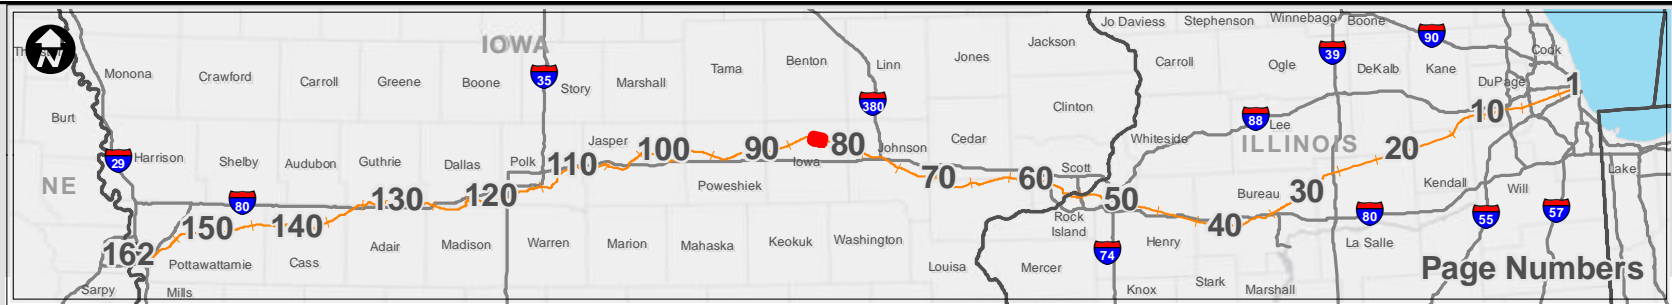 Jo Daviess Stephenson Winnebago Boone
N
IOWA
Jackson
39
90
Cook
Th
Monona
Crawford
Carroll
Greene
Boone
35
Story
Marshall
Tama
Benton
Linn
Jones
Carroll
Ogle
DeKalb
Kane
DuPage
1
380
Clinton
10
Burt
88
Lee
Whiteside
ILLINOIS
20
29
Harrison
Shelby
Audubon
Guthrie
Dallas
Polk
110
Jasper
100
90
Iowa
80
Johnson
Cedar
70
60
Scott
NE
80
150
140
130
120
Poweshiek
50
Rock
Island
40
Bureau
30
Kendall
Will
Lake
80
55
57
162
Pottawattamie
Cass
Adair
Madison
Warren
Marion
Mahaska
Keokuk
Washington
Louisa
Mercer
74
Henry
La Salle
Page Numbers
Sarpy
Mills
Knox
Stark
Marshall